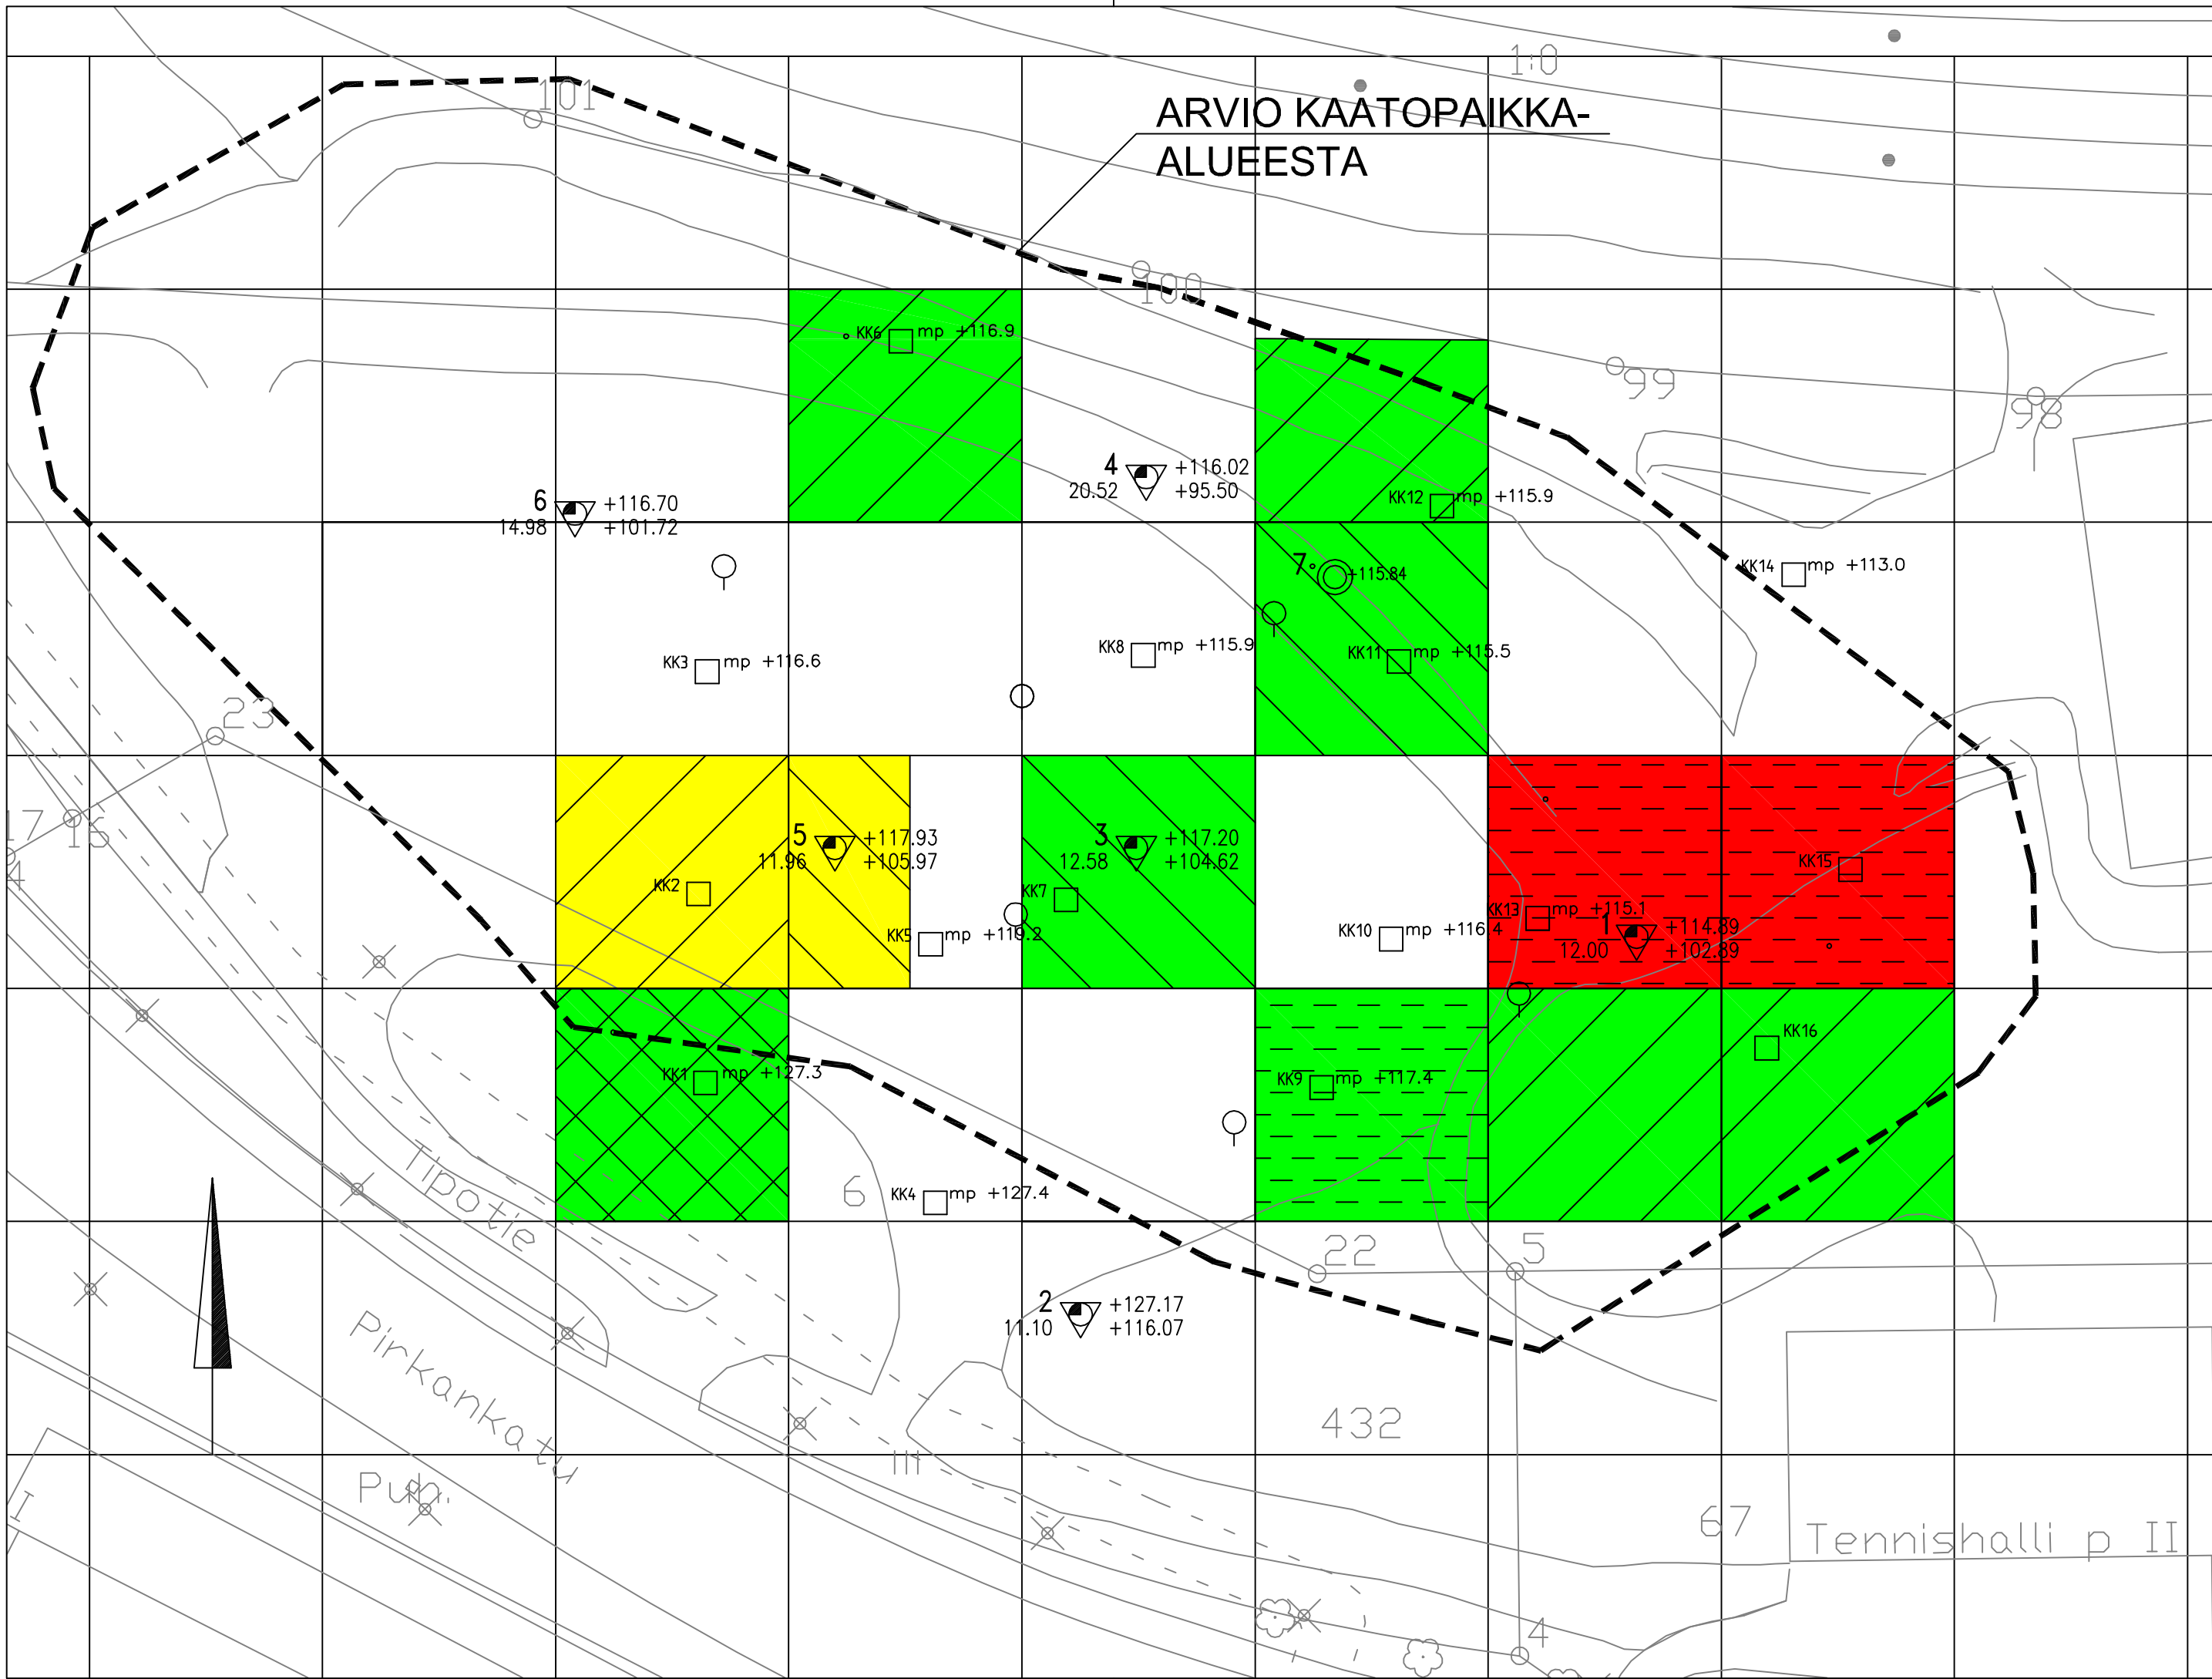 1:0
101
ARVIO KAATOPAIKKA-
ALUEESTA
100
KK6 mp +116.9
99
98
4 +116.02
20.52 +95.50
6 +116.70
14.98 +101.72
KK12 mp +115.9
7 +115.84
KK14 mp +113.0
KK3 mp +116.6
KK8 mp +115.9
KK11 mp +115.5
23
17
15
4
5 +117.93
11.96 +105.97
3 +117.20
12.58 +104.62
KK2
KK7
KK15
KK5 mp +119.2
KK10 mp +116.4
KK13 mp +115.1
1 +114.89
12.00 +102.89
KK16
KK1 mp +127.3
KK9 mp +117.4
KK4 mp +127.4
6
Tipotie
22
5
2 +127.17
11.10 +116.07
Pirkankatu
432
III
Puh.
I
67
Tennishalli p II
4